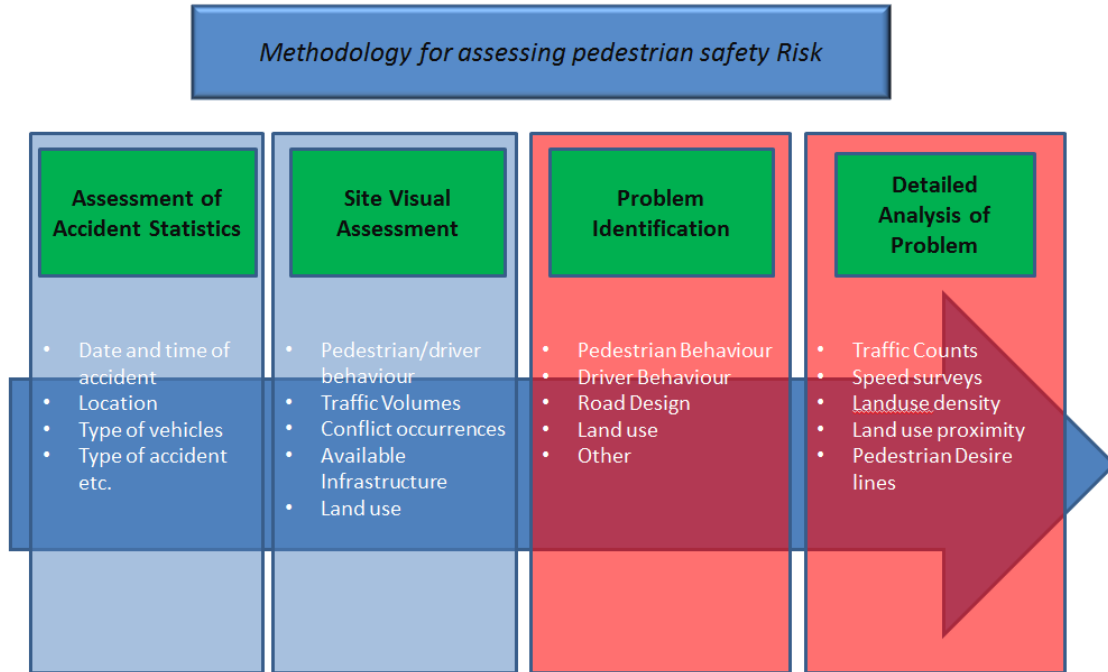 Methodology for assessing pedestrian safety Risk
Assessment of
Accident Statistics
• Date and time of
accident
• Location
• Type of vehicles
• Type of accident
etc.
Site Visual
Assessment
• Pedestrian/driver
behaviour
• Traffic Volumes
• Conflict occurrences
• Available
Infrastructure
• Land use
Problem
Identification
• Pedestrian Behaviour
• Driver Behaviour
• Road Design
• Land use
• Other
Detailed
Analysis of
Problem
• Traffic Counts
• Speed surveys
• Landuse density
• Land use proximity
• Pedestrian Desire
lines